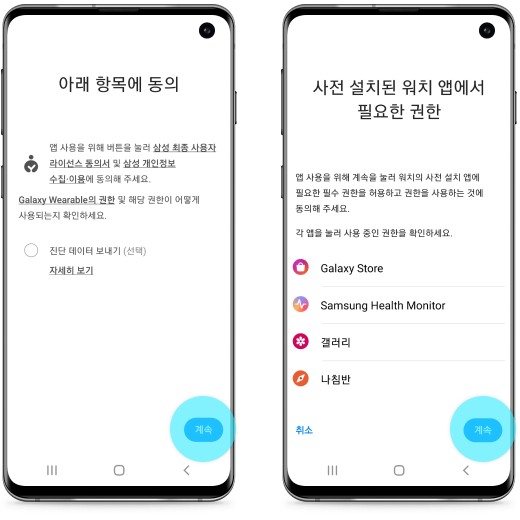 아래 항목에 동의
앱 사용을 위해 버튼을 눌러 삼성 최종 사용자
라이선스 동의서 및 삼성 개인정보
수집·이용에 동의해 주세요.
Galaxy Wearable의 권한 및 해당 권한이 어떻게
사용되는지 확인하세요.
진단 데이터 보내기 (선택)
자세히 보기
계속
사전 설치된 워치 앱에서
필요한 권한
앱 사용을 위해 계속을 눌러 워치의 사전 설치 앱에
필요한 필수 권한을 허용하고 권한을 사용하는 것에
동의해 주세요.
각 앱을 눌러 사용 중인 권한을 확인하세요.
Galaxy Store
Samsung Health Monitor
갤러리
나침반
취소
계속